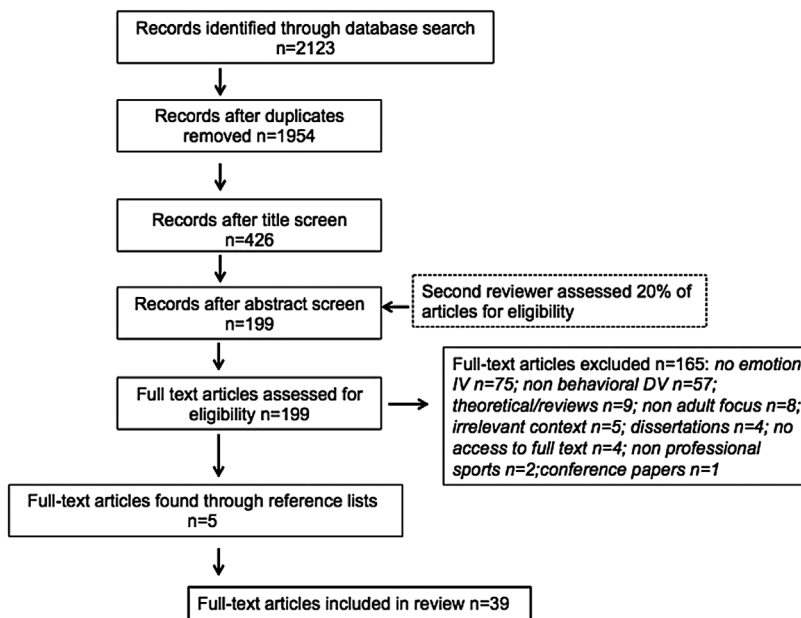 Records identified through database search
n=2123
Records after duplicates
removed n=1954
Records after title screen
n=426
Records after abstract screen
n=199
Second reviewer assessed 20% of
articles for eligibility
Full text articles assessed for
eligibility n=199
Full-text articles excluded n=165: no emotion
IV n=75; non behavioral DV n=57;
theoretical/reviews n=9; non adult focus n=8;
irrelevant context n=5; dissertations n=4; no
access to full text n=4; non professional
sports n=2;conference papers n=1
Full-text articles found through reference lists
n=5
Full-text articles included in review n=39